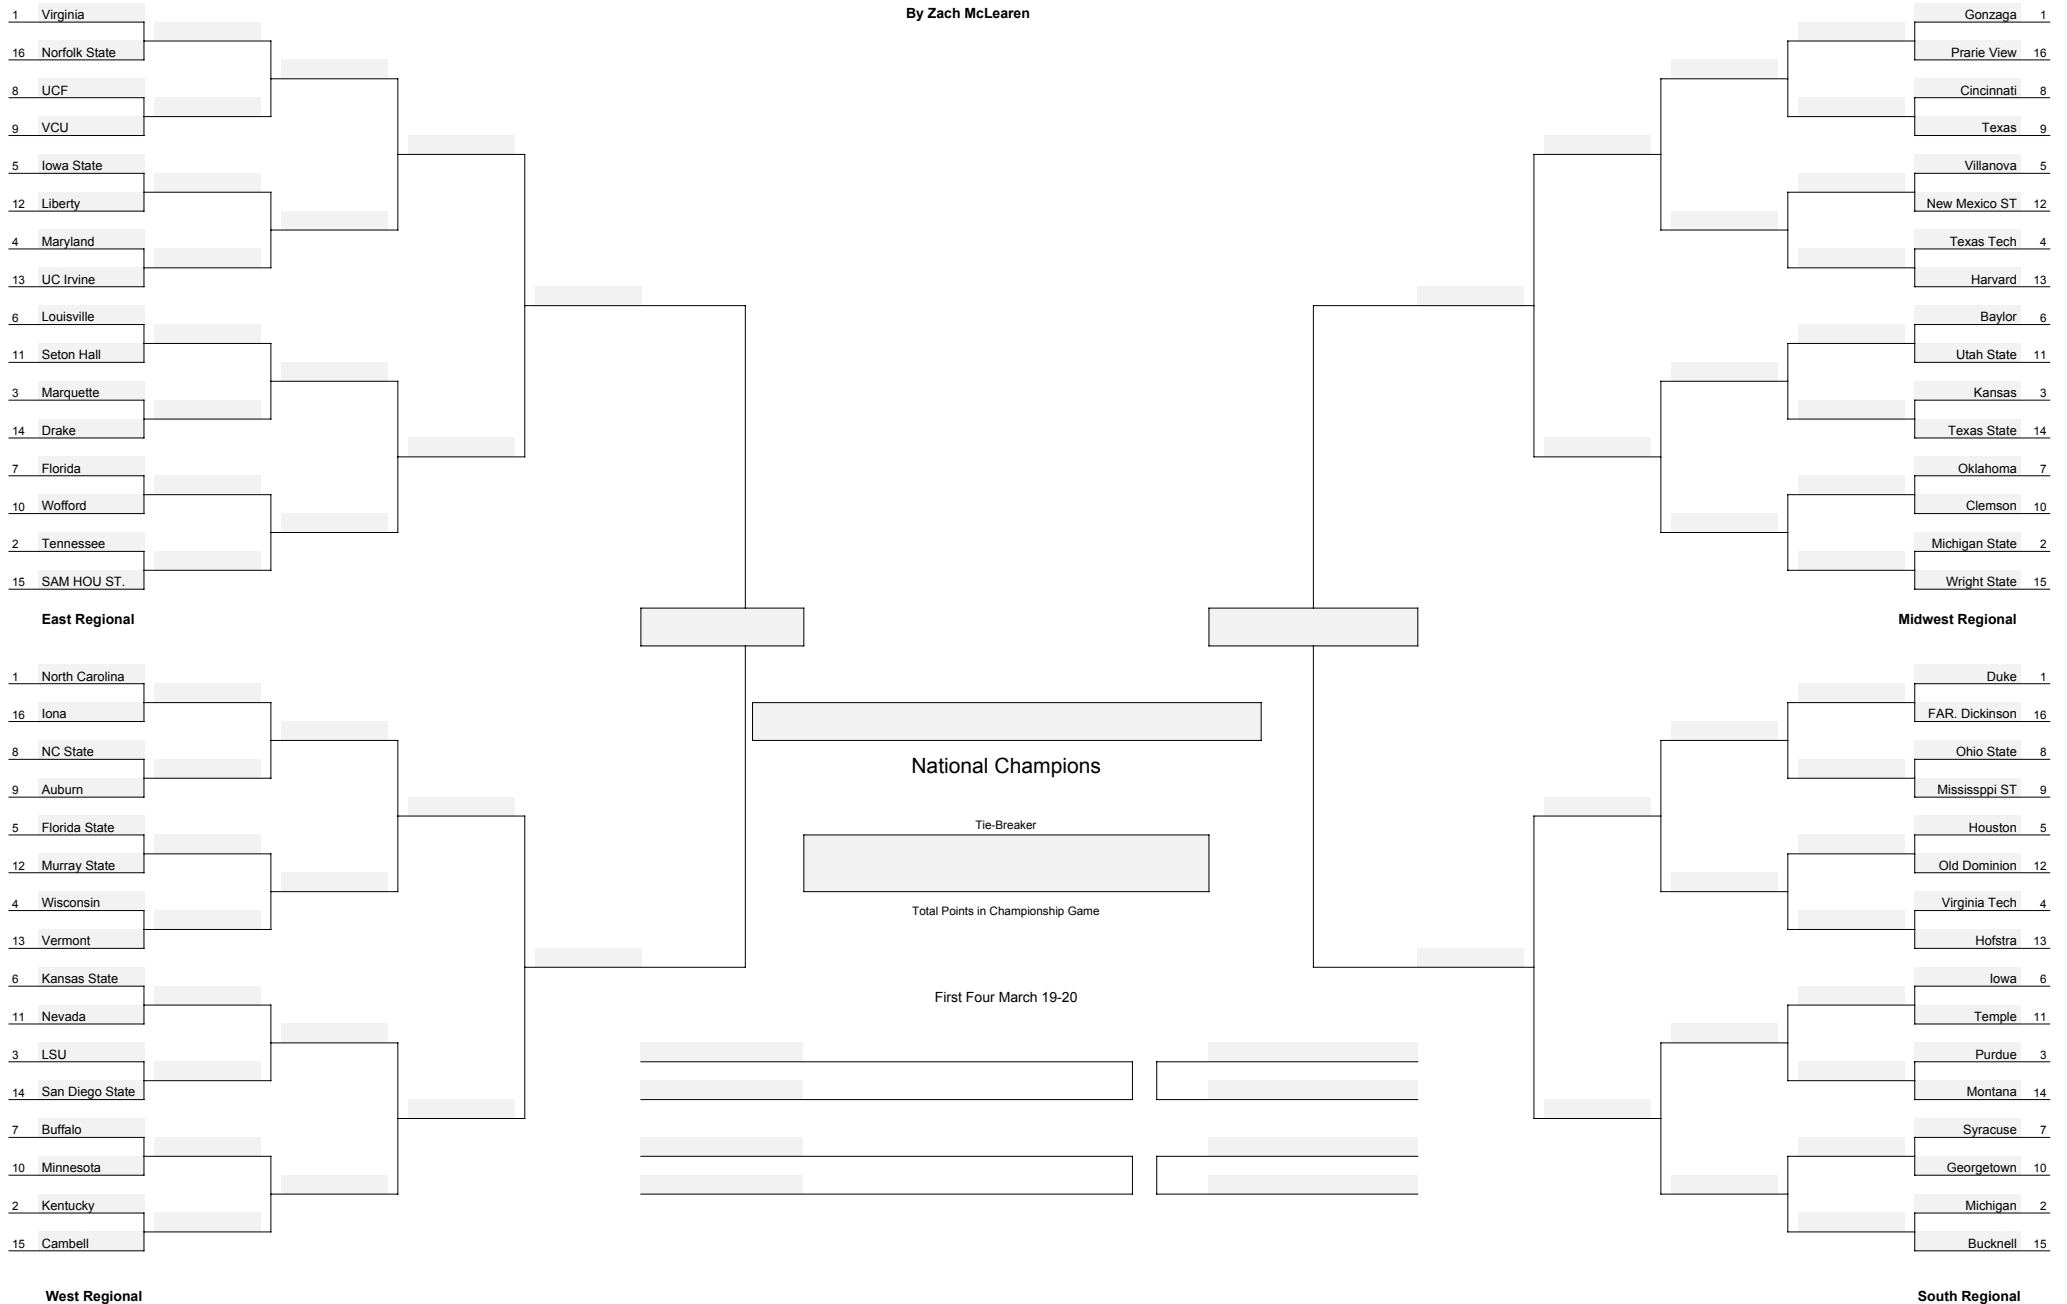 By Zach McLearen
1 Virginia
16 Norfolk State
8 UCF
9 VCU
5 Iowa State
12 Liberty
4 Maryland
13 UC Irvine
6 Louisville
11 Seton Hall
3 Marquette
14 Drake
7 Florida
10 Wofford
2 Tennessee
15 SAM HOU ST.
East Regional
1 North Carolina
16 Iona
8 NC State
9 Auburn
5 Florida State
12 Murray State
4 Wisconsin
13 Vermont
6 Kansas State
11 Nevada
3 LSU
14 San Diego State
7 Buffalo
10 Minnesota
2 Kentucky
15 Cambell
West Regional
National Champions
Tie-Breaker
Total Points in Championship Game
First Four March 19-20
Gonzaga 1
Prarie View 16
Cincinnati 8
Texas 9
Villanova 5
New Mexico ST 12
Texas Tech 4
Harvard 13
Baylor 6
Utah State 11
Kansas 3
Texas State 14
Oklahoma 7
Clemson 10
Michigan State 2
Wright State 15
Midwest Regional
Duke 1
FAR. Dickinson 16
Ohio State 8
Mississppi ST 9
Houston 5
Old Dominion 12
Virginia Tech 4
Hofstra 13
Iowa 6
Temple 11
Purdue 3
Montana 14
Syracuse 7
Georgetown 10
Michigan 2
Bucknell 15
South Regional